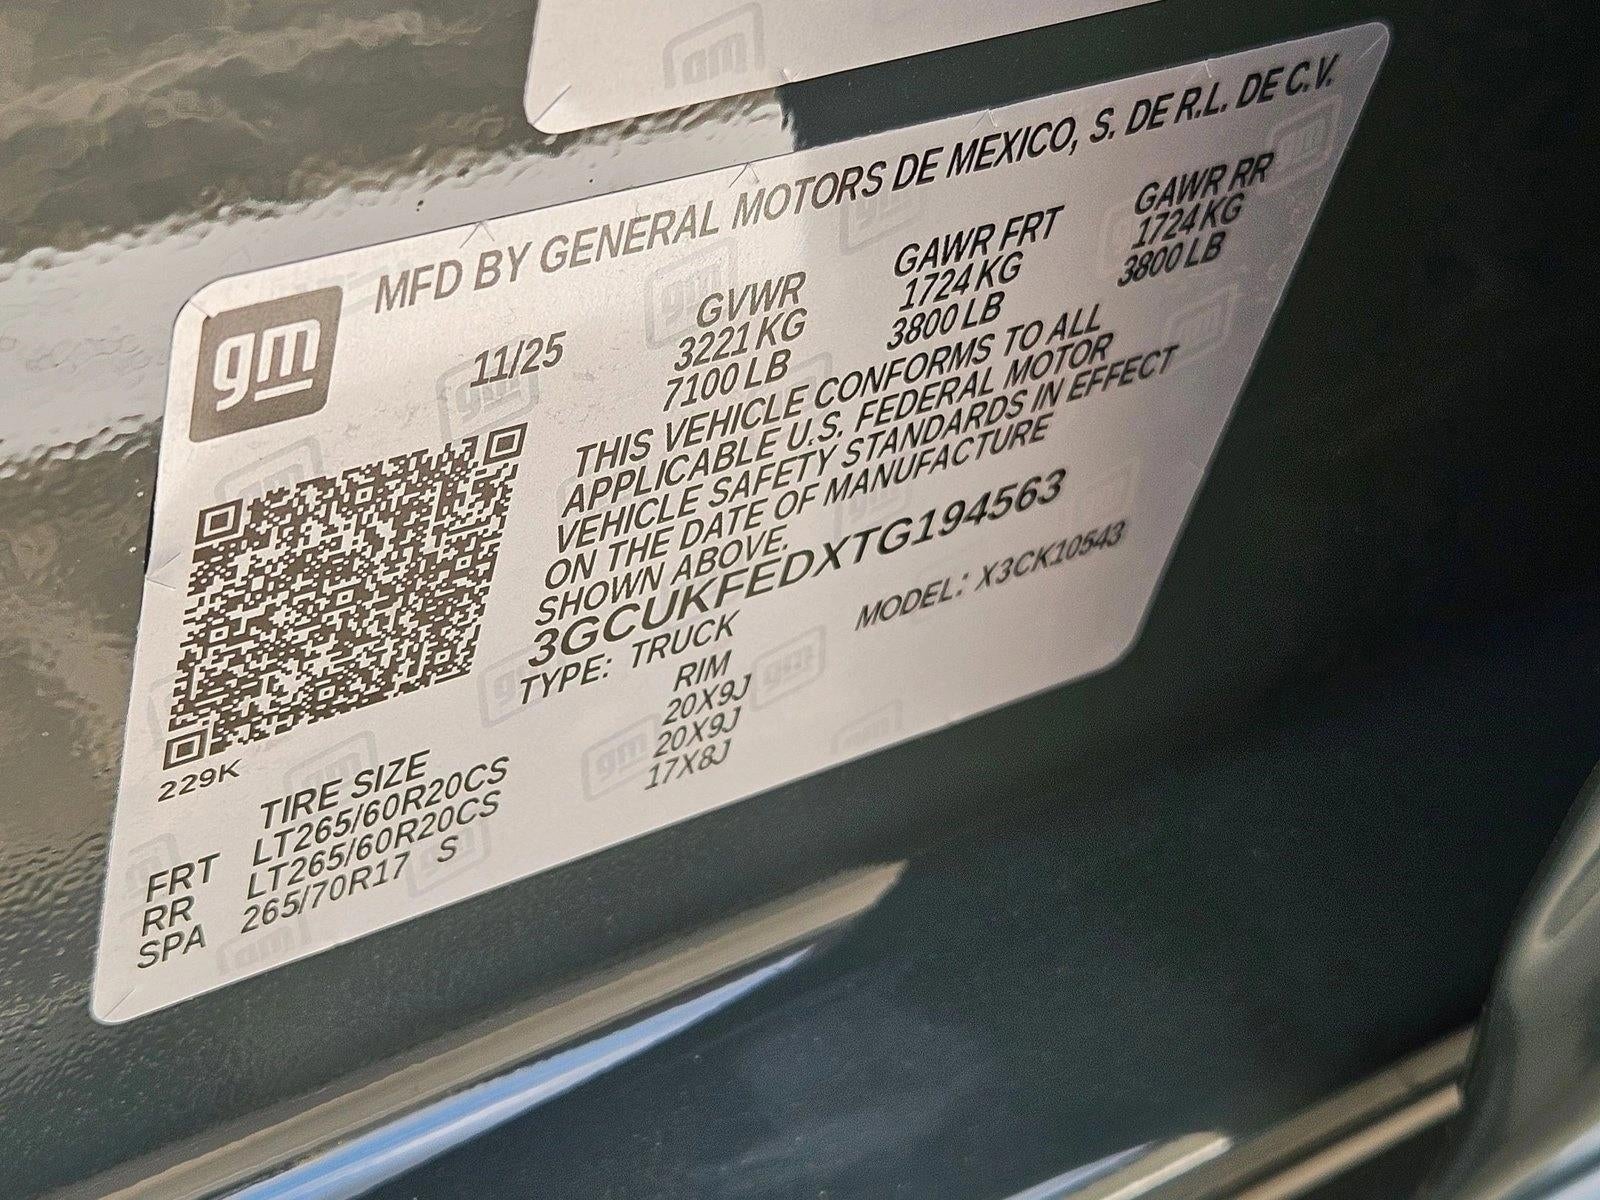 gm
MFD BY GENERAL MOTORS DE MEXICO, S. DE R.L. DE C.V.
gm
11/25
GVWR GAWR FRT GAWR RR
3221 KG 1724 KG 1724 KG
7100 LB 3800 LB 3800 LB
THIS VEHICLE CONFORMS TO ALL
APPLICABLE U.S. FEDERAL MOTOR
VEHICLE SAFETY STANDARDS IN EFFECT
ON THE DATE OF MANUFACTURE
SHOWN ABOVE.
3GCUKFEDXTG194563
TYPE: TRUCK MODEL: X3CK10543
229K
TIRE SIZE RIM
FRT LT265/60R20CS 20X9J
RR LT265/60R20CS 20X9J
SPA 265/70R17 S 17X8J